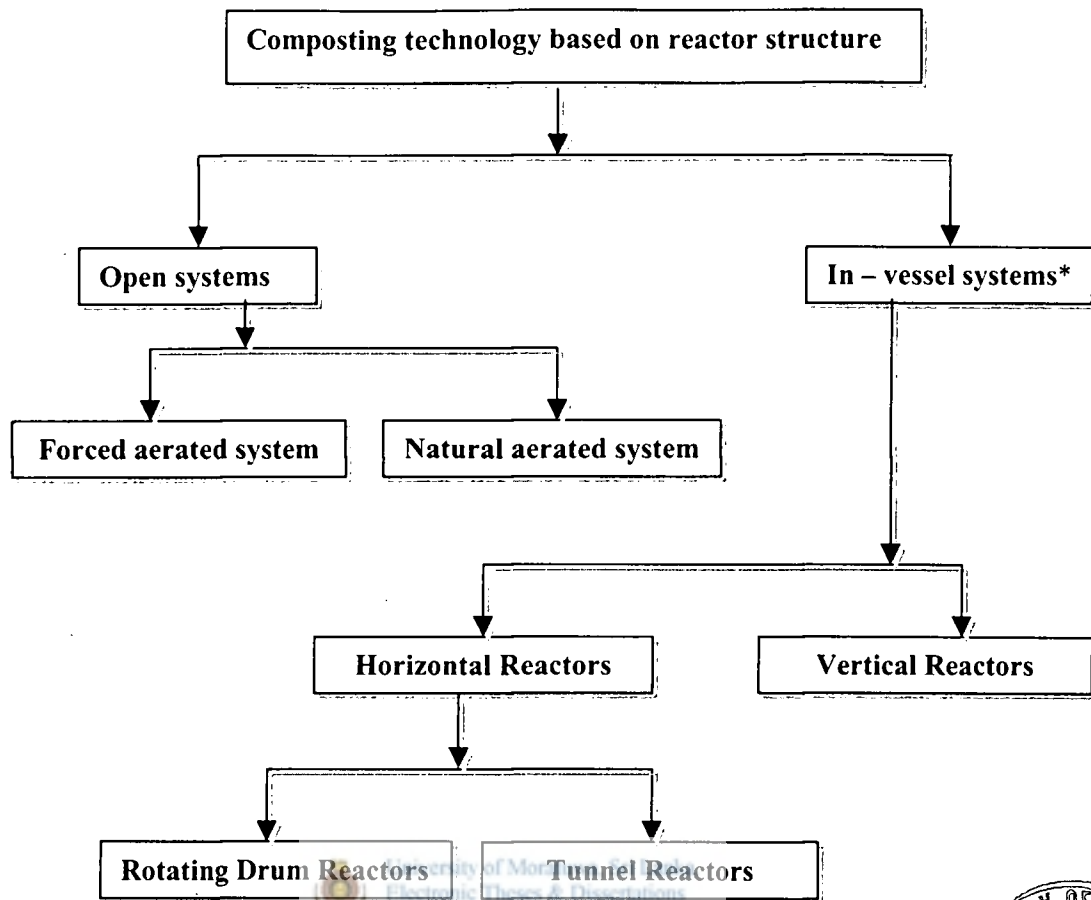 Composting technology based on reactor structure
Open systems
In – vessel systems*
Forced aerated system
Natural aerated system
Horizontal Reactors
Vertical Reactors
Rotating Drum Reactors
Tunnel Reactors
University of Moratuwa, Sri Lanka
Electronic Theses & Dissertations